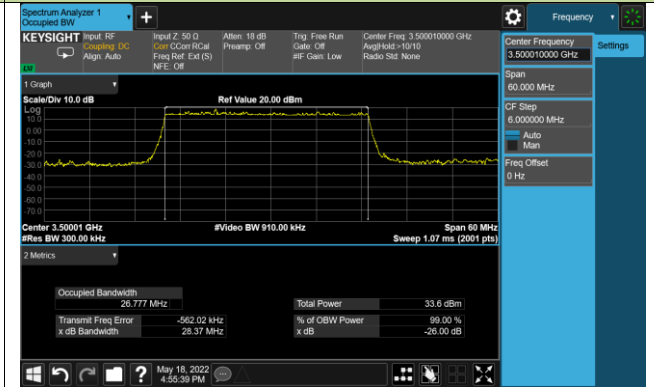 Spectrum Analyzer 1
Occupied BW
Frequency
KEYSIGHT
Input: RF
Coupling: DC
Align: Auto
Input Z: 50 Ω
Corr CCorr RCal
Freq Ref: Ext (S)
NFE: Off
Atten: 18 dB
Preamp: Off
Trig: Free Run
Gate: Off
#IF Gain: Low
Center Freq: 3.500010000 GHz
Avg|Hold:>10/10
Radio Std: None
Center Frequency
3.500010000 GHz
Settings
Span
60.000 MHz
CF Step
6.000000 MHz
Auto
Man
Freq Offset
0 Hz
1 Graph
Scale/Div 10.0 dB
Ref Value 20.00 dBm
Log
10.0
0.00
-10.0
-20.0
-30.0
-40.0
-50.0
-60.0
-70.0
Center 3.50001 GHz
#Video BW 910.00 kHz
Span 60 MHz
#Res BW 300.00 kHz
Sweep 1.07 ms (2001 pts)
2 Metrics
Occupied Bandwidth
26.777 MHz
Total Power 33.6 dBm
Transmit Freq Error -562.02 kHz
% of OBW Power 99.00 %
x dB Bandwidth 28.37 MHz
x dB -26.00 dB
May 18, 2022
4:55:39 PM